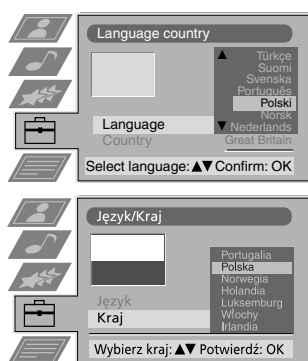 Language country
Türkçe
Suomi
Svenska
Português
Polski
Norsk
Nederlands
Great Britain
Language
Country
Select language: ▲▼ Confirm: OK
Język/Kraj
Portugalia
Polska
Norwegia
Holandia
Luksemburg
Włochy
Irlandia
Język
Kraj
Wybierz kraj: ▲▼ Potwierdź: OK